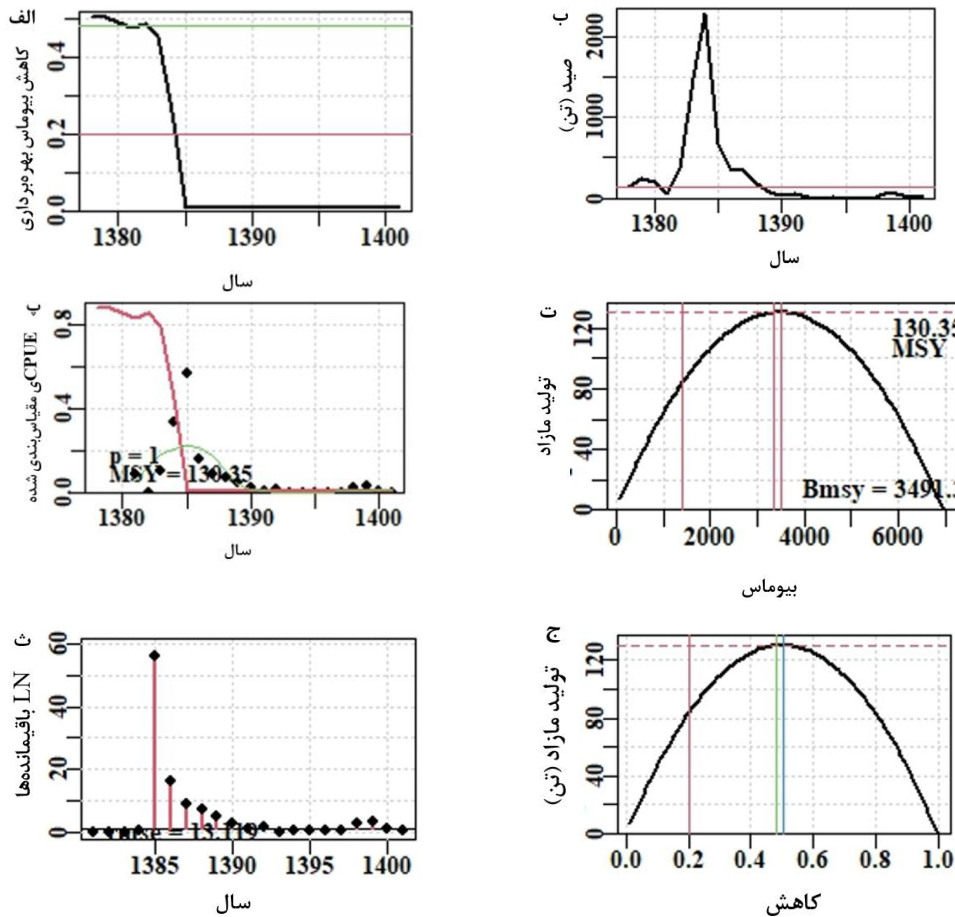 الف
کاهش بیوماس بهره‌برداری
0.0 0.2 0.4
1380 1390 1400
سال
صید (تن)
0 1000 2000
1380 1390 1400
سال
CPUEی مقیاس‌بندی شده
0.0 0.4 0.8
p = 1
MSY = 130.35
1380 1390 1400
سال
ت
تولید مازاد
0 40 80 120
130.35
MSY
Bmsy = 3491.
0 2000 4000 6000
بیوماس
ث
LN باقیمانده‌ها
0 20 40 60
rmse = 13.119
1385 1390 1395 1400
سال
ج
تولید مازاد (تن)
0 40 80 120
0.0 0.2 0.4 0.6 0.8 1.0
کاهش